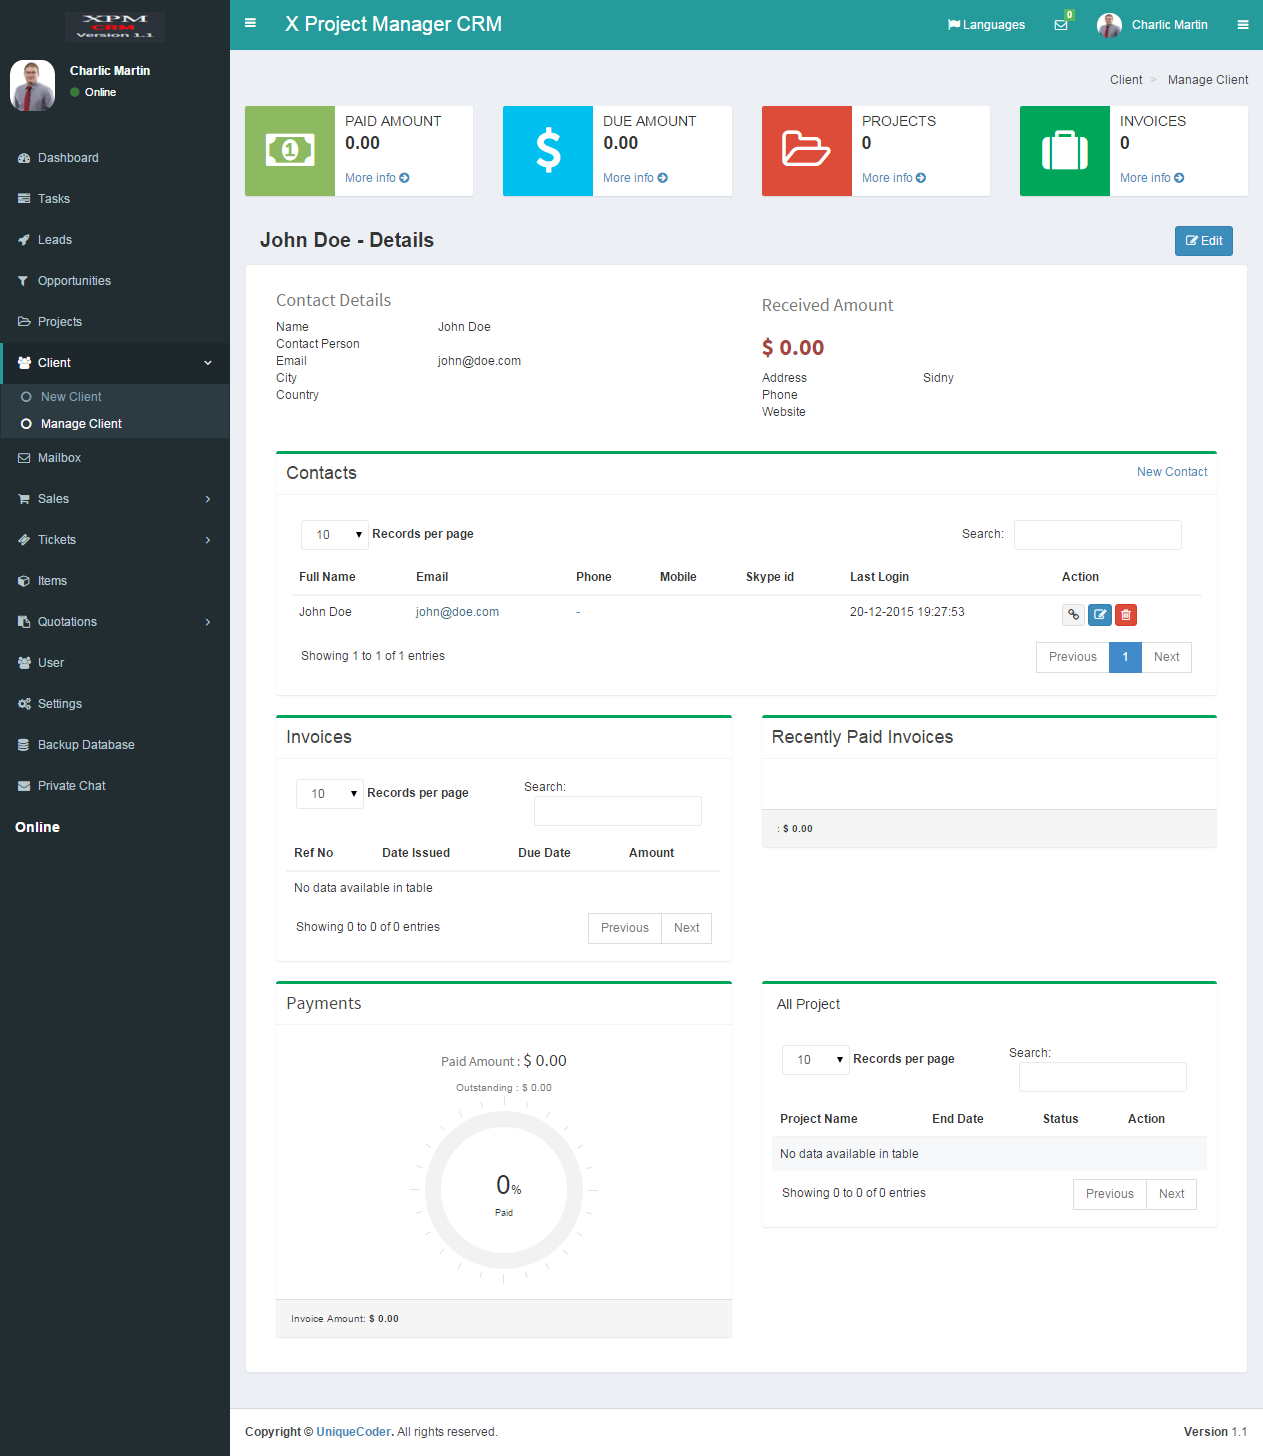 XPM
CRM
Version 1.1
X Project Manager CRM
Languages
0
Charlic Martin
Charlic Martin
Online
Dashboard
Tasks
Leads
Opportunities
Projects
Client
New Client
Manage Client
Mailbox
Sales
Tickets
Items
Quotations
User
Settings
Backup Database
Private Chat
Online
Client > Manage Client
PAID AMOUNT
0.00
More info
DUE AMOUNT
0.00
More info
PROJECTS
0
More info
INVOICES
0
More info
John Doe - Details
Edit
Contact Details
Name John Doe
Contact Person
Email john@doe.com
City
Country
Received Amount
$ 0.00
Address Sidny
Phone
Website
Contacts
New Contact
10 Records per page
Search:
Full Name Email Phone Mobile Skype id Last Login Action
John Doe john@doe.com - 20-12-2015 19:27:53
Showing 1 to 1 of 1 entries
Previous 1 Next
Invoices
10 Records per page
Search:
Ref No Date Issued Due Date Amount
No data available in table
Showing 0 to 0 of 0 entries
Previous Next
Recently Paid Invoices
: $ 0.00
Payments
Paid Amount : $ 0.00
Outstanding : $ 0.00
0%
Paid
Invoice Amount: $ 0.00
All Project
10 Records per page
Search:
Project Name End Date Status Action
No data available in table
Showing 0 to 0 of 0 entries
Previous Next
Copyright © UniqueCoder. All rights reserved.
Version 1.1